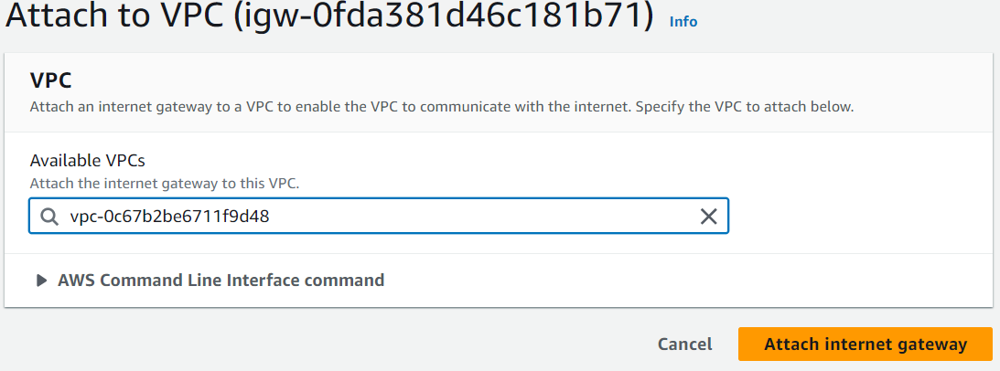 Attach to VPC (igw-0fda381d46c181b71) Info
VPC
Attach an internet gateway to a VPC to enable the VPC to communicate with the internet. Specify the VPC to attach below.
Available VPCs
Attach the internet gateway to this VPC.
vpc-0c67b2be6711f9d48
AWS Command Line Interface command
Cancel
Attach internet gateway